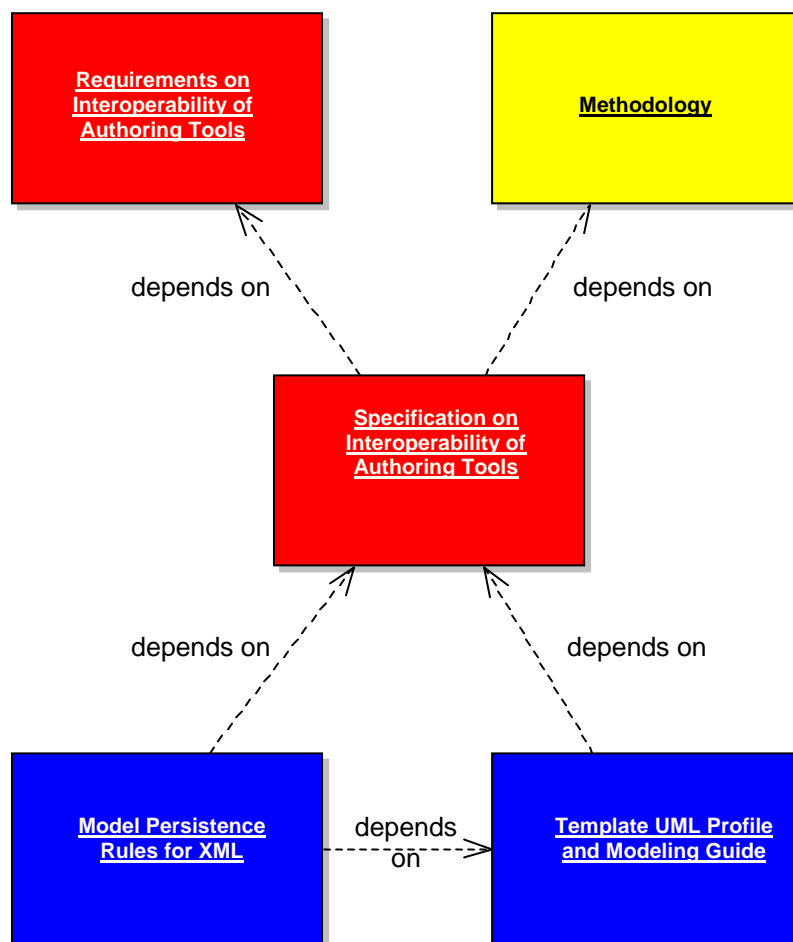 Requirements on
Interoperability of
Authoring Tools
Methodology
depends on
depends on
Specification on
Interoperability of
Authoring Tools
depends on
depends on
Model Persistence
Rules for XML
depends
on
Template UML Profile
and Modeling Guide